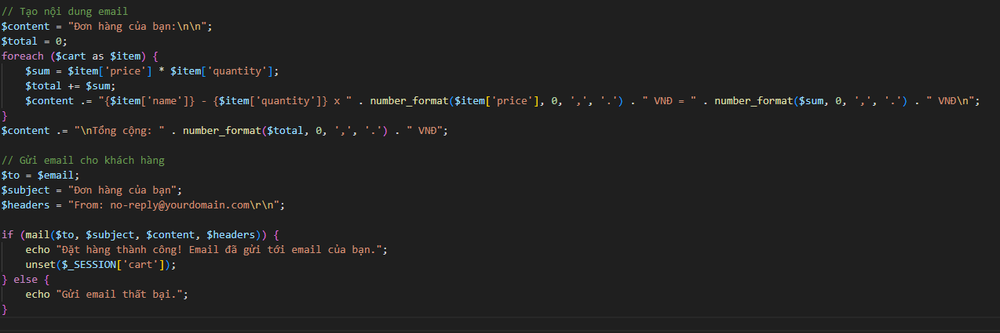 // Tạo nội dung email
$content = "Đơn hàng của bạn:\n\n";
$total = 0;
foreach ($cart as $item) {
    $sum = $item['price'] * $item['quantity'];
    $total += $sum;
    $content .= "{$item['name']} - {$item['quantity']} x " . number_format($item['price'], 0, ',', '.') . " VNĐ = " . number_format($sum, 0, ',', '.') . " VNĐ\n";
}
$content .= "\nTổng cộng: " . number_format($total, 0, ',', '.') . " VNĐ";

// Gửi email cho khách hàng
$to = $email;
$subject = "Đơn hàng của bạn";
$headers = "From: no-reply@yourdomain.com\r\n";

if (mail($to, $subject, $content, $headers)) {
    echo "Đặt hàng thành công! Email đã gửi tới email của bạn.";
    unset($_SESSION['cart']);
} else {
    echo "Gửi email thất bại.";
}